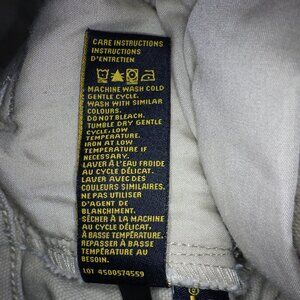 CARE INSTRUCTIONS
INSTRUCTIONS
D'ENTRETIEN
MACHINE WASH COLD
GENTLE CYCLE.
WASH WITH SIMILAR
COLOURS.
DO NOT BLEACH.
TUMBLE DRY GENTLE
CYCLE, LOW
TEMPERATURE.
IRON AT LOW
TEMPERATURE IF
NECESSARY.
LAVER À L'EAU FROIDE
AU CYCLE DÉLICAT.
LAVER AVEC DES
COULEURS SIMILAIRES.
NE PAS UTILISER
D'AGENT DE
BLANCHIMENT.
SÉCHER À LA MACHINE
AU CYCLE DÉLICAT,
À BASSE TEMPÉRATURE.
REPASSER À BASSE
TEMPÉRATURE AU
BESOIN.
LOT 4500574559